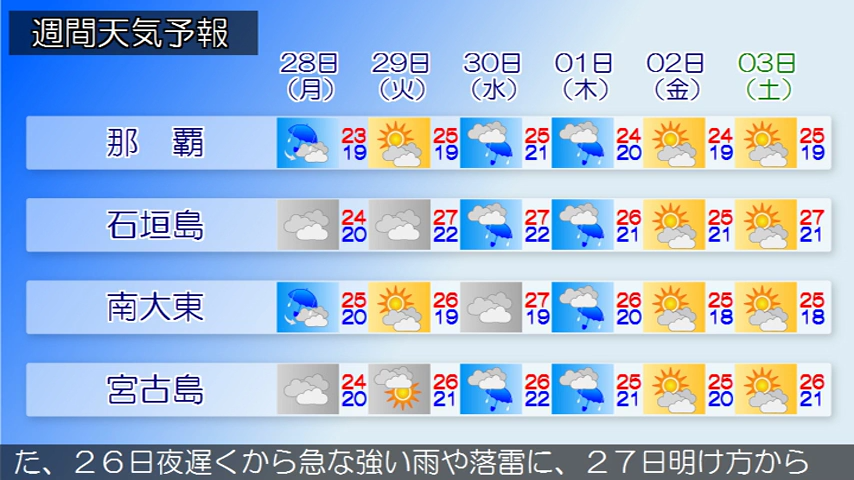 週間天気予報
28日 29日 30日 01日 02日 03日
（月） （火） （水） （木） （金） （土）
那　覇 23 25 25 24 24 25
19 19 21 20 19 19
石垣島 24 27 27 26 25 27
20 22 22 21 21 21
南大東 25 26 27 26 25 25
20 19 19 20 18 18
宮古島 24 26 26 25 25 26
20 21 22 21 20 21
た、２６日夜遅くから急な強い雨や落雷に、２７日明け方から